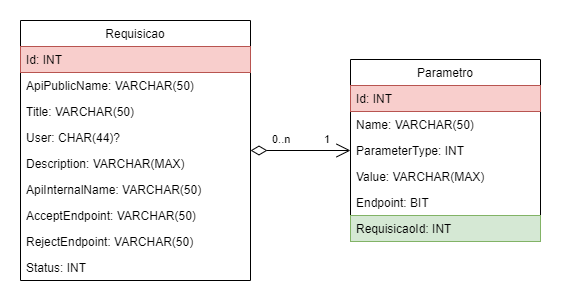 Requisicao
Id: INT
ApiPublicName: VARCHAR(50)
Title: VARCHAR(50)
User: CHAR(44)?
Description: VARCHAR(MAX)
ApiInternalName: VARCHAR(50)
AcceptEndpoint: VARCHAR(50)
RejectEndpoint: VARCHAR(50)
Status: INT
0..n
1
Parametro
Id: INT
Name: VARCHAR(50)
ParameterType: INT
Value: VARCHAR(MAX)
Endpoint: BIT
RequisicaoId: INT